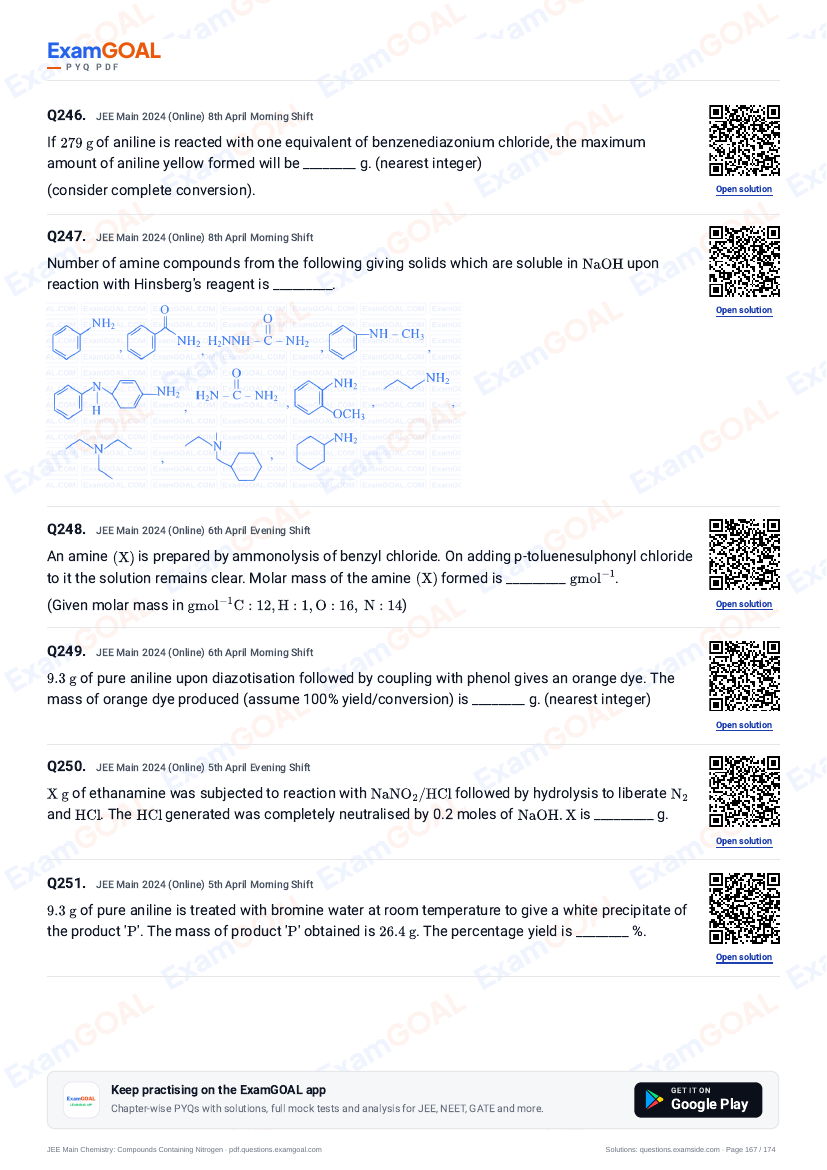 ExamGOAL
PYQ PDF
Q246. JEE Main 2024 (Online) 8th April Morning Shift
If 279 g of aniline is reacted with one equivalent of benzenediazonium chloride, the maximum
amount of aniline yellow formed will be ________ g. (nearest integer)
(consider complete conversion).
Open solution
Q247. JEE Main 2024 (Online) 8th April Morning Shift
Number of amine compounds from the following giving solids which are soluble in NaOH upon
reaction with Hinsberg's reagent is _________.
Open solution
NH₂ , O NH₂ , H₂NNH – C – NH₂ O , NH – CH₃ ,
N H NH₂ , H₂N – C – NH₂ O , NH₂ OCH₃ , NH₂ ,
N , N , NH₂
Q248. JEE Main 2024 (Online) 6th April Evening Shift
An amine (X) is prepared by ammonolysis of benzyl chloride. On adding p-toluenesulphonyl chloride
to it the solution remains clear. Molar mass of the amine (X) formed is _________ gmol⁻¹.
(Given molar mass in gmol⁻¹C : 12, H : 1, O : 16, N : 14)
Open solution
Q249. JEE Main 2024 (Online) 6th April Morning Shift
9.3 g of pure aniline upon diazotisation followed by coupling with phenol gives an orange dye. The
mass of orange dye produced (assume 100% yield/conversion) is ________ g. (nearest integer)
Open solution
Q250. JEE Main 2024 (Online) 5th April Evening Shift
X g of ethanamine was subjected to reaction with NaNO₂/HCl followed by hydrolysis to liberate N₂
and HCl. The HCl generated was completely neutralised by 0.2 moles of NaOH. X is _________ g.
Open solution
Q251. JEE Main 2024 (Online) 5th April Morning Shift
9.3 g of pure aniline is treated with bromine water at room temperature to give a white precipitate of
the product 'P'. The mass of product 'P' obtained is 26.4 g. The percentage yield is ________ %.
Open solution
ExamGOAL
Keep practising on the ExamGOAL app
Chapter-wise PYQs with solutions, full mock tests and analysis for JEE, NEET, GATE and more.
GET IT ON
Google Play
JEE Main Chemistry: Compounds Containing Nitrogen · pdf.questions.examgoal.com
Solutions: questions.examside.com · Page 167 / 174